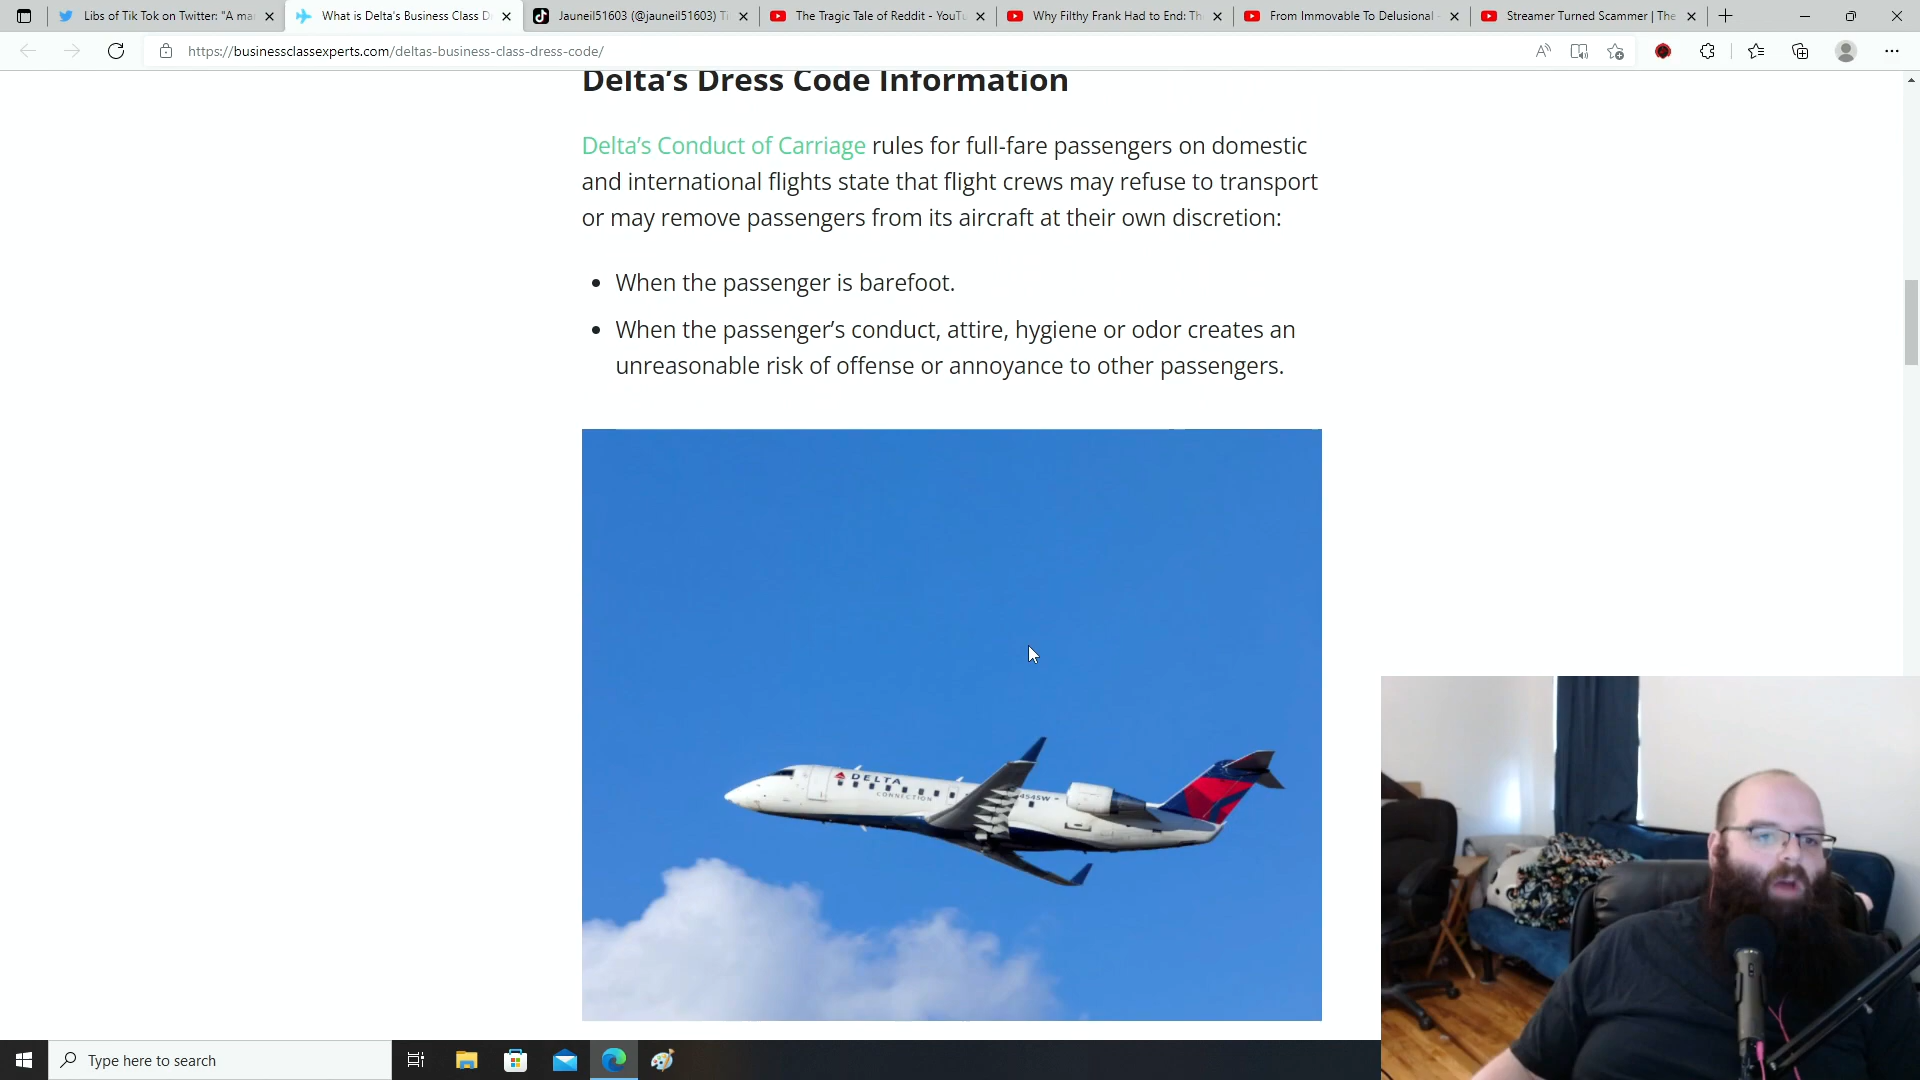 Libs of Tik Tok on Twitter: "A ma
What is Delta's Business Class D
Jauneil51603 (@jauneil51603) Ti
The Tragic Tale of Reddit - YouTu
Why Filthy Frank Had to End: Th
From Immovable To Delusional -
Streamer Turned Scammer | The
https://businessclassexperts.com/deltas-business-class-dress-code/
Delta's Dress Code Information
Delta's Conduct of Carriage rules for full-fare passengers on domestic
and international flights state that flight crews may refuse to transport
or may remove passengers from its aircraft at their own discretion:
• When the passenger is barefoot.
• When the passenger's conduct, attire, hygiene or odor creates an
unreasonable risk of offense or annoyance to other passengers.
DELTA
CONNECTION
454SW
Type here to search